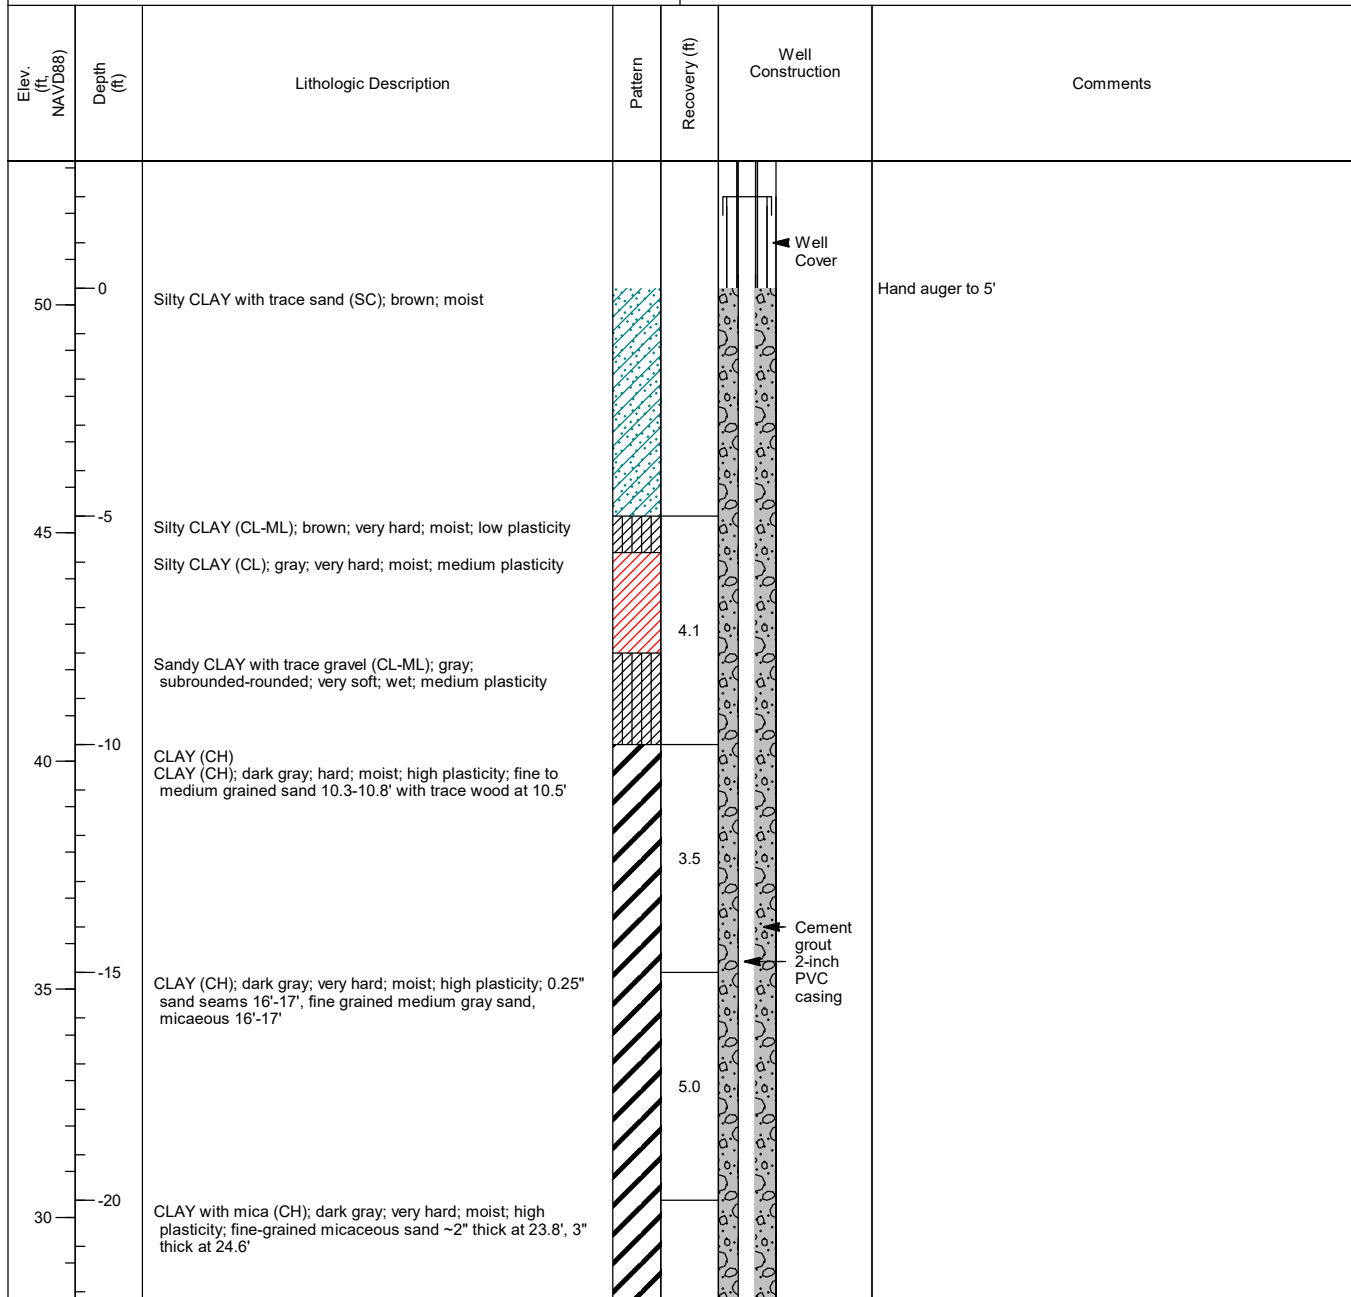 Elev.
(ft,
NAVD88)
Depth
(ft)
Lithologic Description
Pattern
Recovery (ft)
Well
Construction
Comments
Well
Cover
0
Hand auger to 5'
50
Silty CLAY with trace sand (SC); brown; moist
-5
45
Silty CLAY (CL-ML); brown; very hard; moist; low plasticity
Silty CLAY (CL); gray; very hard; moist; medium plasticity
4.1
Sandy CLAY with trace gravel (CL-ML); gray;
subrounded-rounded; very soft; wet; medium plasticity
-10
40
CLAY (CH)
CLAY (CH); dark gray; hard; moist; high plasticity; fine to
medium grained sand 10.3-10.8' with trace wood at 10.5'
3.5
Cement
grout
2-inch
PVC
casing
-15
35
CLAY (CH); dark gray; very hard; moist; high plasticity; 0.25"
sand seams 16'-17', fine grained medium gray sand,
micaeous 16'-17'
5.0
-20
30
CLAY with mica (CH); dark gray; very hard; moist; high
plasticity; fine-grained micaceous sand ~2" thick at 23.8', 3"
thick at 24.6'